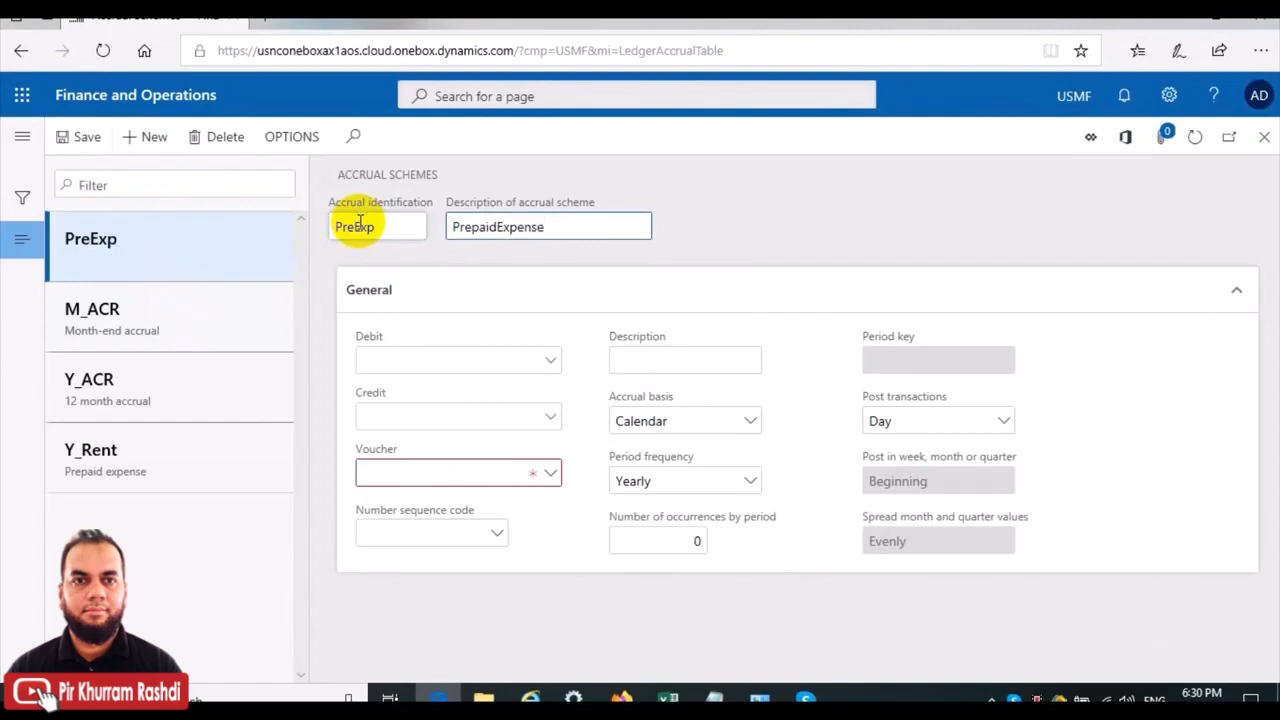 https://usnconeboxax1aos.cloud.onebox.dynamics.com/?cmp=USMF&mi=LedgerAccrualTable
Finance and Operations
Search for a page
USMF
AD
Save
New
Delete
OPTIONS
0
Filter
PreExp
M_ACR
Month-end accrual
Y_ACR
12 month accrual
Y_Rent
Prepaid expense
ACCRUAL SCHEMES
Accrual identification
Description of accrual scheme
PreExp
PrepaidExpense
General
Debit
Description
Period key
Credit
Accrual basis
Post transactions
Calendar
Day
Voucher
Period frequency
Post in week, month or quarter
*
Yearly
Beginning
Number sequence code
Number of occurrences by period
Spread month and quarter values
0
Evenly
Pir Khurram Rashdi
ENG
6:30 PM